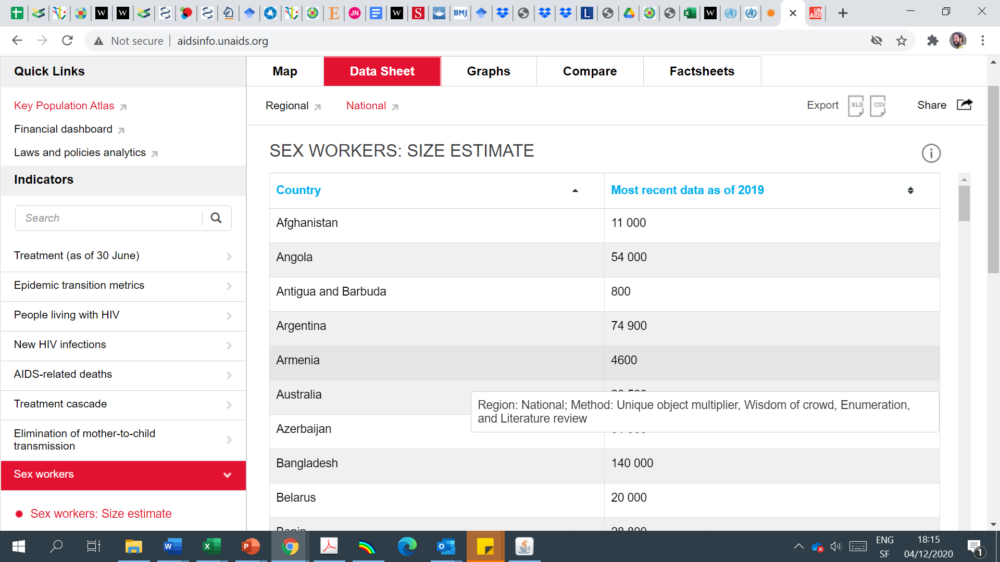 Not secure | aidsinfo.unaids.org
Quick Links
Key Population Atlas
Financial dashboard
Laws and policies analytics
Indicators
Search
Treatment (as of 30 June)
Epidemic transition metrics
People living with HIV
New HIV infections
AIDS-related deaths
Treatment cascade
Elimination of mother-to-child
transmission
Sex workers
Sex workers: Size estimate
Map Data Sheet Graphs Compare Factsheets
Regional National Export XLS CSV Share
SEX WORKERS: SIZE ESTIMATE
Country Most recent data as of 2019
Afghanistan 11 000
Angola 54 000
Antigua and Barbuda 800
Argentina 74 900
Armenia 4600
Australia
Region: National; Method: Unique object multiplier, Wisdom of crowd, Enumeration,
and Literature review
Azerbaijan
Bangladesh 140 000
Belarus 20 000
ENG 18:15
SF 04/12/2020
1